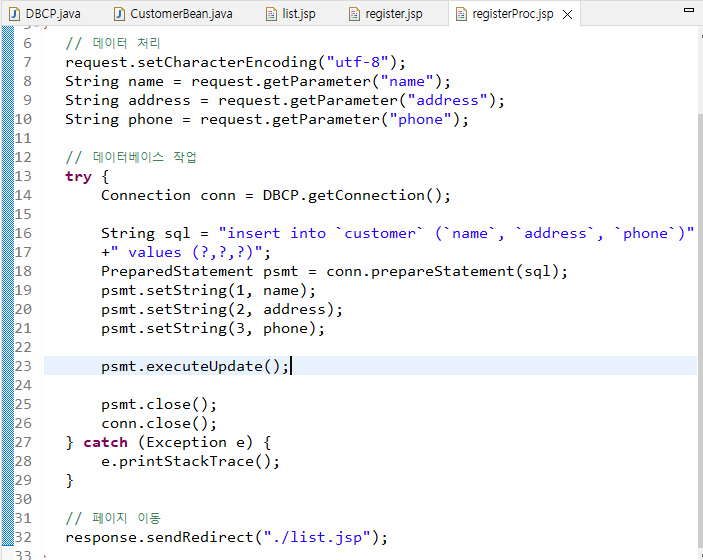 DBCP.java CustomerBean.java list.jsp register.jsp registerProc.jsp
6 // 데이터 처리
7 request.setCharacterEncoding("utf-8");
8 String name = request.getParameter("name");
9 String address = request.getParameter("address");
10 String phone = request.getParameter("phone");
11
12 // 데이터베이스 작업
13 try {
14 Connection conn = DBCP.getConnection();
15
16 String sql = "insert into `customer` (`name`, `address`, `phone`)"
17 +" values (?,?,?)";
18 PreparedStatement psmt = conn.prepareStatement(sql);
19 psmt.setString(1, name);
20 psmt.setString(2, address);
21 psmt.setString(3, phone);
22
23 psmt.executeUpdate();
24
25 psmt.close();
26 conn.close();
27 } catch (Exception e) {
28 e.printStackTrace();
29 }
30
31 // 페이지 이동
32 response.sendRedirect("./list.jsp");
33